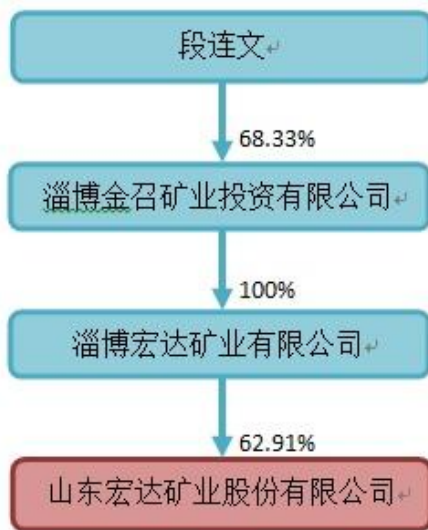 段连文
68.33%
淄博金召矿业投资有限公司
100%
淄博宏达矿业有限公司
62.91%
山东宏达矿业股份有限公司